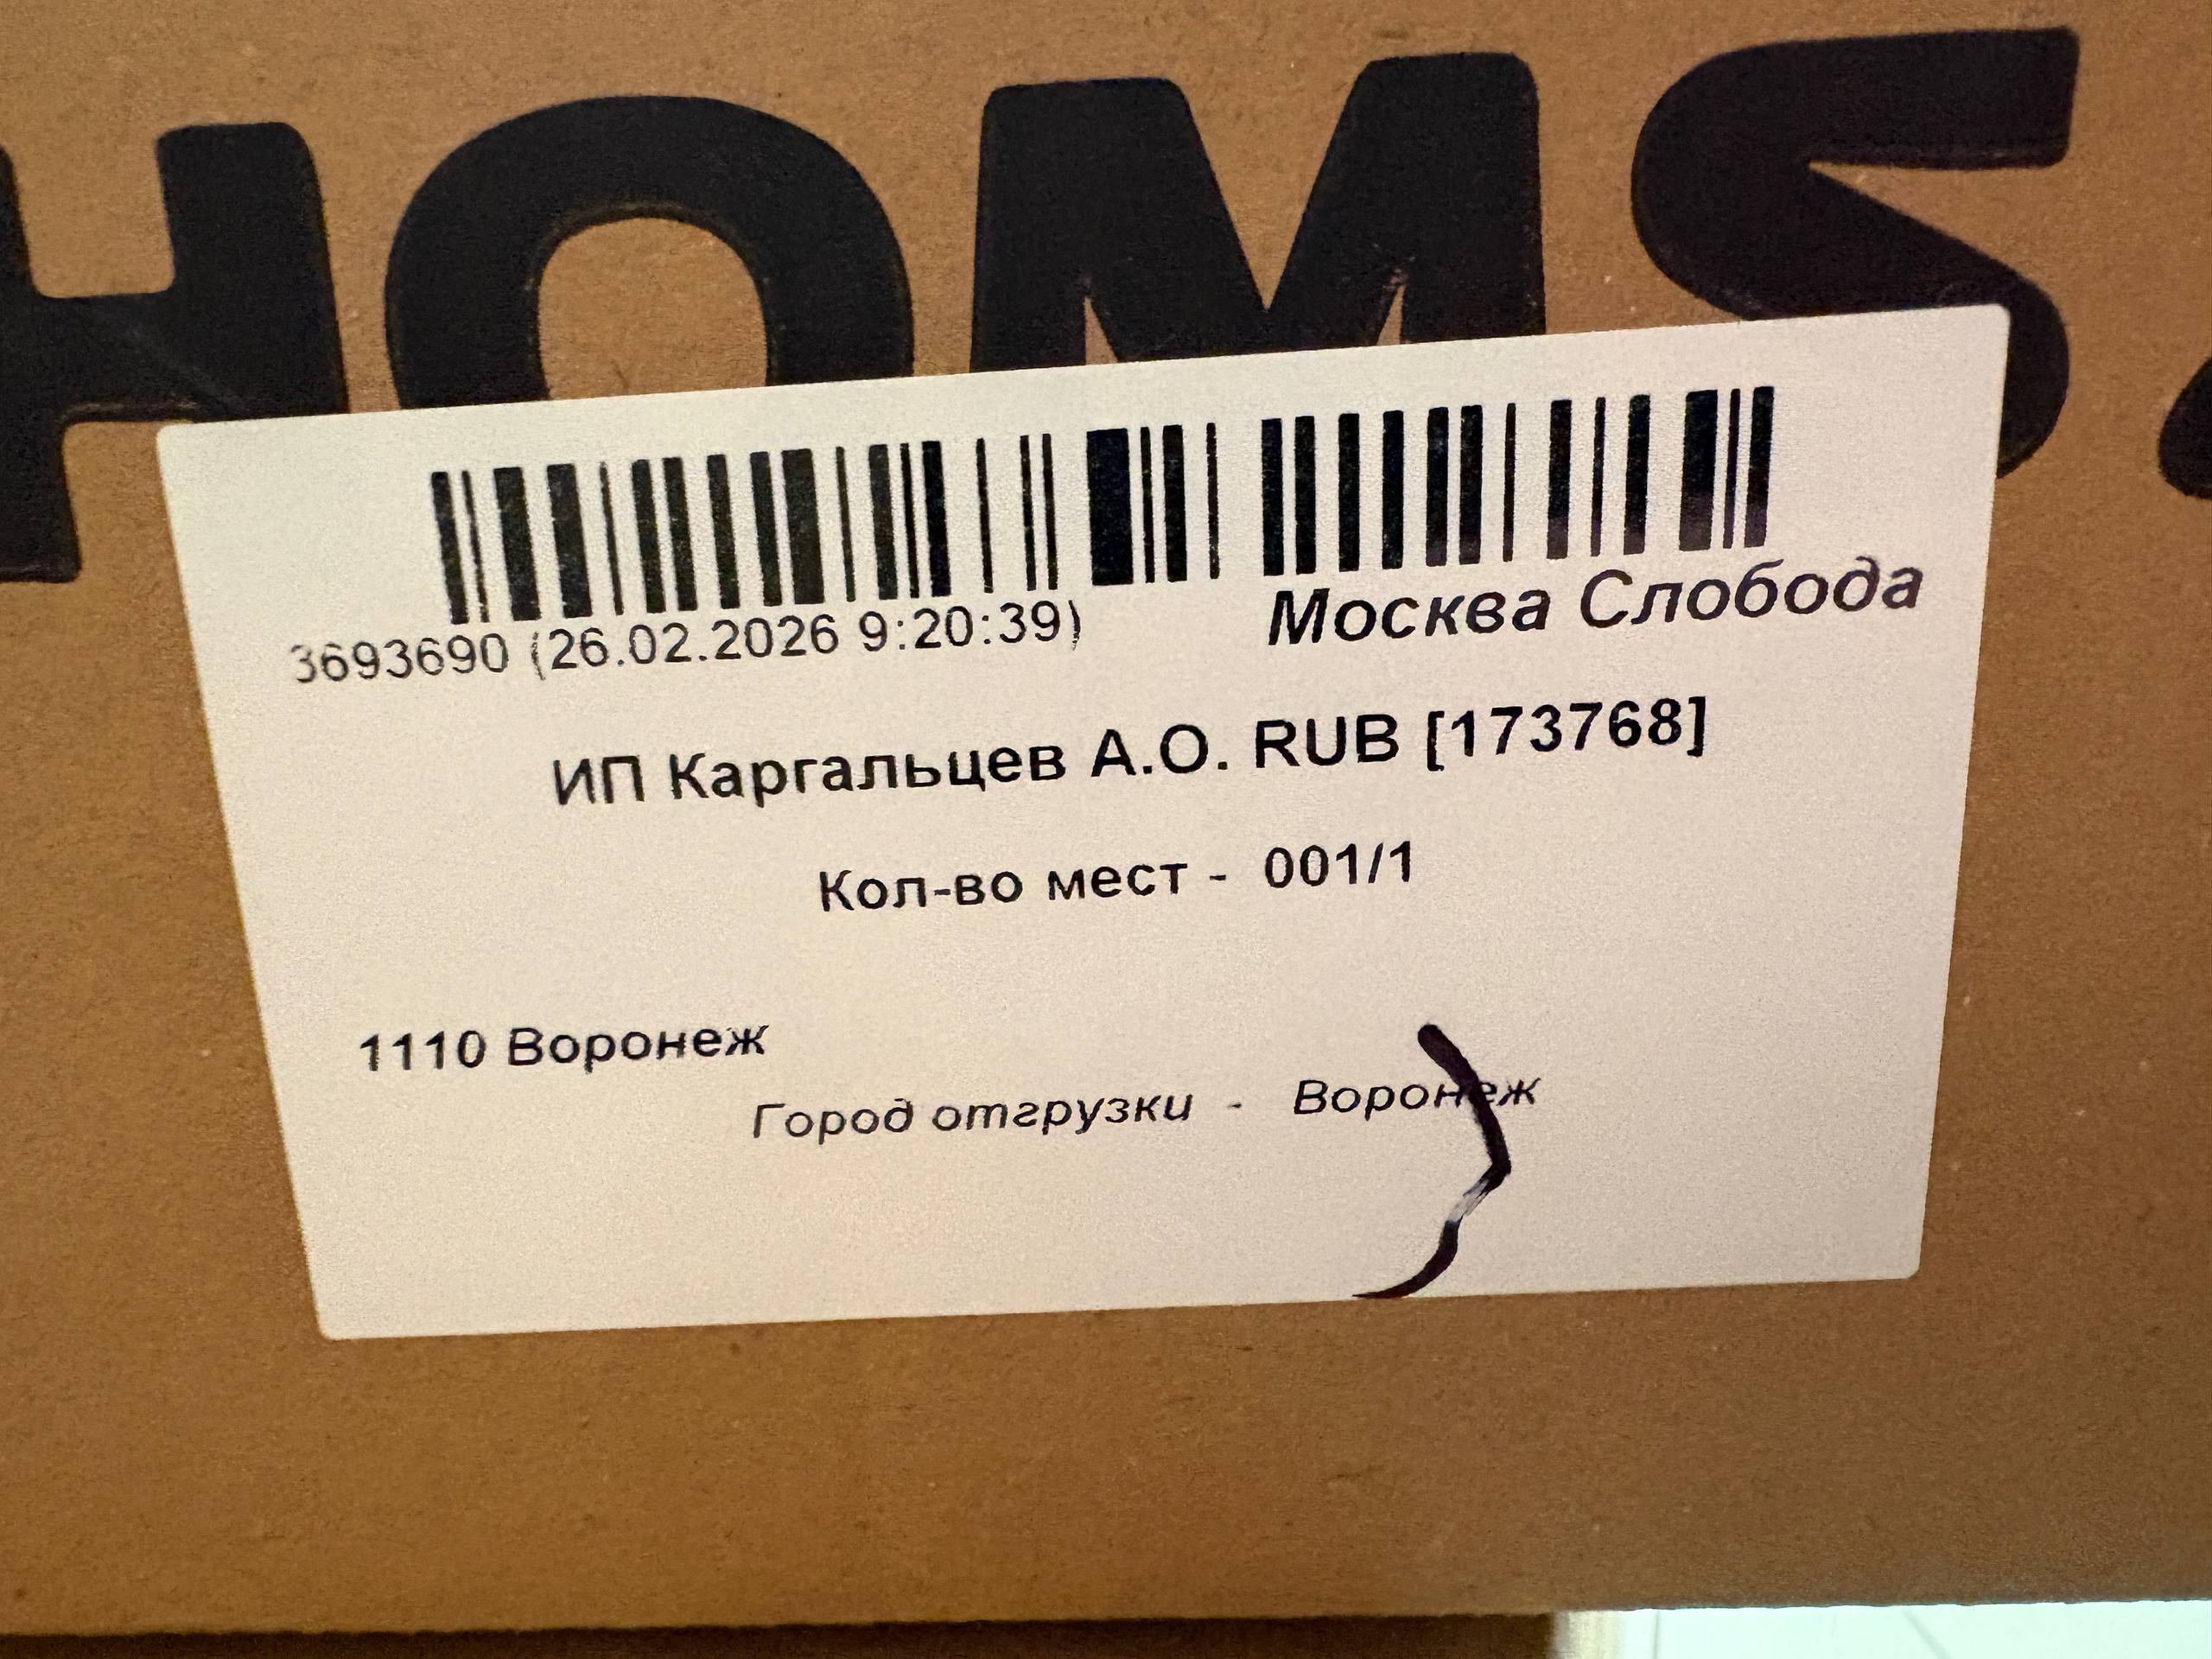 HOMS
3693690 (26.02.2026 9:20:39)
Москва Слобода
ИП Каргальцев А.О. RUB [173768]
Кол-во мест - 001/1
1110 Воронеж
Город отгрузки - Воронеж